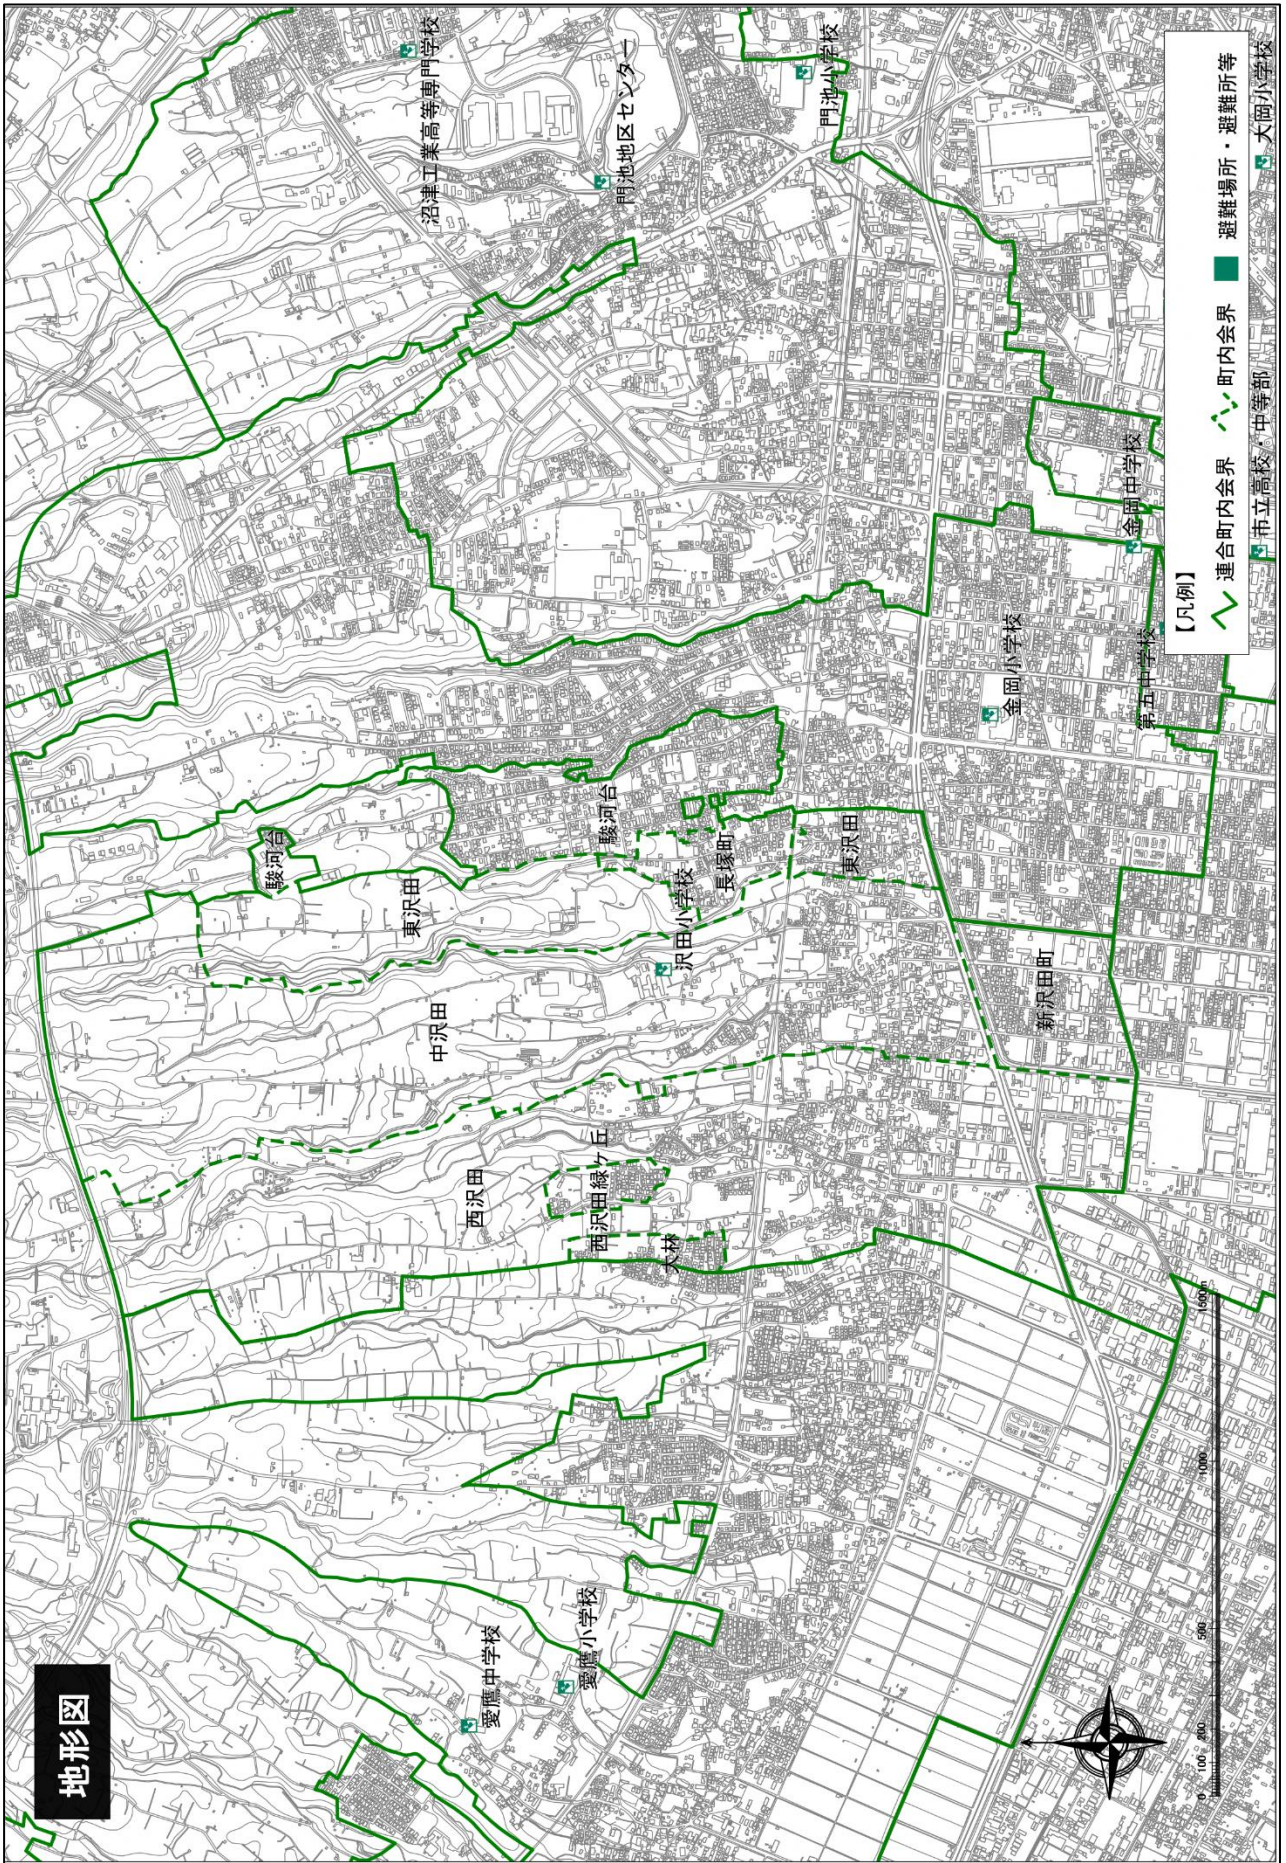 地形図
沼津工業高等専門学校
門池地区センター
門池小学校
大岡小学校
駿河台
東沢田
中沢田
西沢田
駿河台
沢田小学校
長塚町
東沢田
西沢田緑ヶ丘
大林
新沢田町
金岡小学校
金岡中学校
第五中学校
市立高校・中等部
愛鷹中学校
愛鷹小学校
【凡例】
連合町内会界 町内会界 避難場所・避難所等
0 100 200 500 1000 1500m